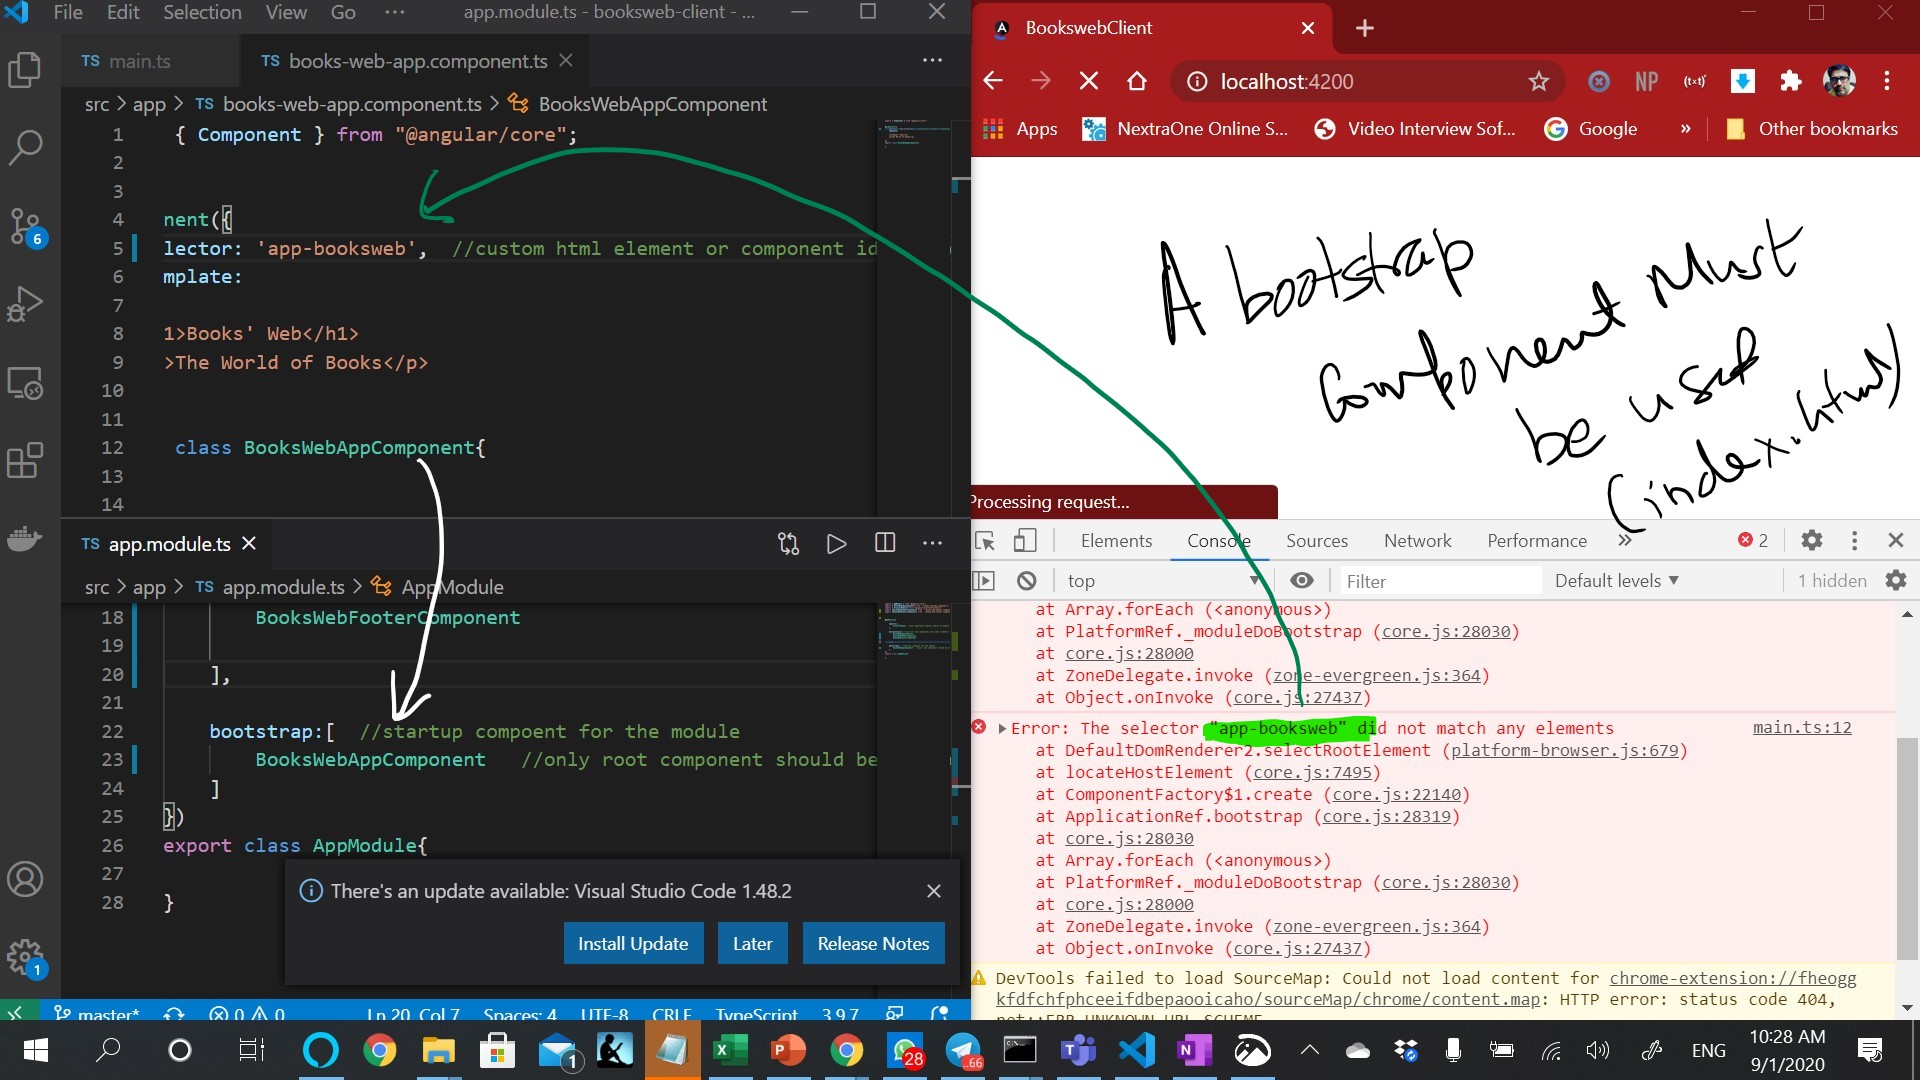 File Edit Selection View Go ··· app.module.ts - booksweb-client - ...
TS main.ts
TS books-web-app.component.ts
src > app > TS books-web-app.component.ts > BooksWebAppComponent
1 { Component } from "@angular/core";
2
3
4 nent({
5 lector: 'app-booksweb', //custom html element or component id
6 mplate:
7
8 1>Books' Web</h1>
9 >The World of Books</p>
10
11
12 class BooksWebAppComponent{
13
14
TS app.module.ts
src > app > TS app.module.ts > AppModule
18 BooksWebFooterComponent
19
20 ],
21
22 bootstrap:[ //startup compoent for the module
23 BooksWebAppComponent //only root component should be
24 ]
25 })
26 export class AppModule{
27
28 }
There's an update available: Visual Studio Code 1.48.2
Install Update Later Release Notes
6
1
master* 0 0 Ln 20, Col 7 Spaces: 4 UTF-8 CRLF TypeScript 3.9.7
BookswebClient
localhost:4200
NP
Apps NextraOne Online S... Video Interview Sof... Google » Other bookmarks
A bootstrap
Component Must
be used
(index.html)
Processing request...
Elements Console Sources Network Performance » 2
top Filter Default levels 1 hidden
at Array.forEach (<anonymous>)
at PlatformRef._moduleDoBootstrap (core.js:28030)
at core.js:28000
at ZoneDelegate.invoke (zone-evergreen.js:364)
at Object.onInvoke (core.js:27437)
Error: The selector "app-booksweb" did not match any elements main.ts:12
at DefaultDomRenderer2.selectRootElement (platform-browser.js:679)
at locateHostElement (core.js:7495)
at ComponentFactory$1.create (core.js:22140)
at ApplicationRef.bootstrap (core.js:28319)
at core.js:28030
at Array.forEach (<anonymous>)
at PlatformRef._moduleDoBootstrap (core.js:28030)
at core.js:28000
at ZoneDelegate.invoke (zone-evergreen.js:364)
at Object.onInvoke (core.js:27437)
DevTools failed to load SourceMap: Could not load content for chrome-extension://fheogg
kfdfchfphceeifdbepaooicaho/sourceMap/chrome/content.map: HTTP error: status code 404,
net::ERR_UNKNOWN_URL_SCHEME
1 28 .66 ENG 10:28 AM
9/1/2020